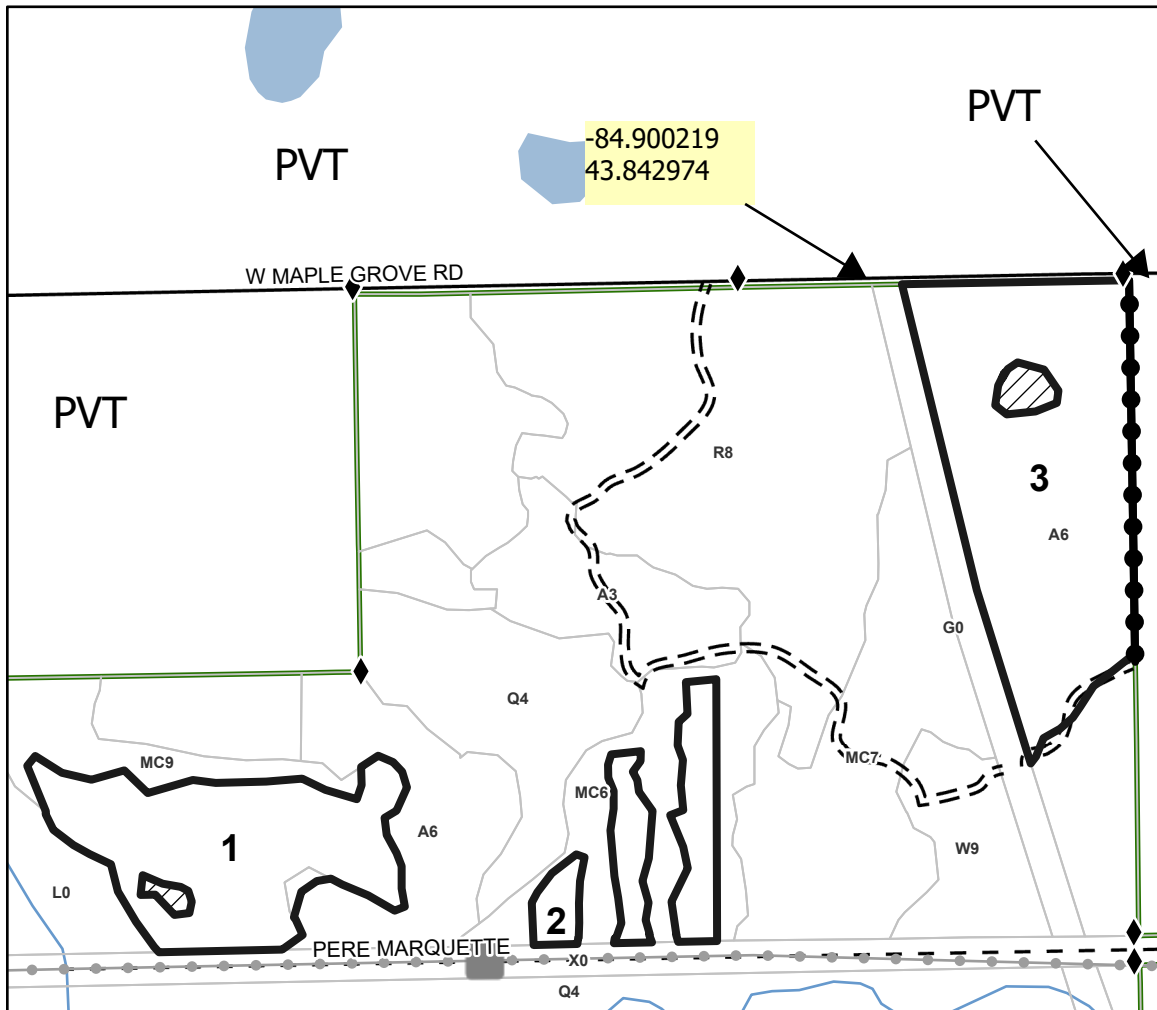 PVT
-84.900219
43.842974
PVT
W MAPLE GROVE RD
PVT
R8
3
A6
A3
G0
Q4
MC9
MC7
MC6
1
A6
W9
L0
2
PERE MARQUETTE
X0
Q4